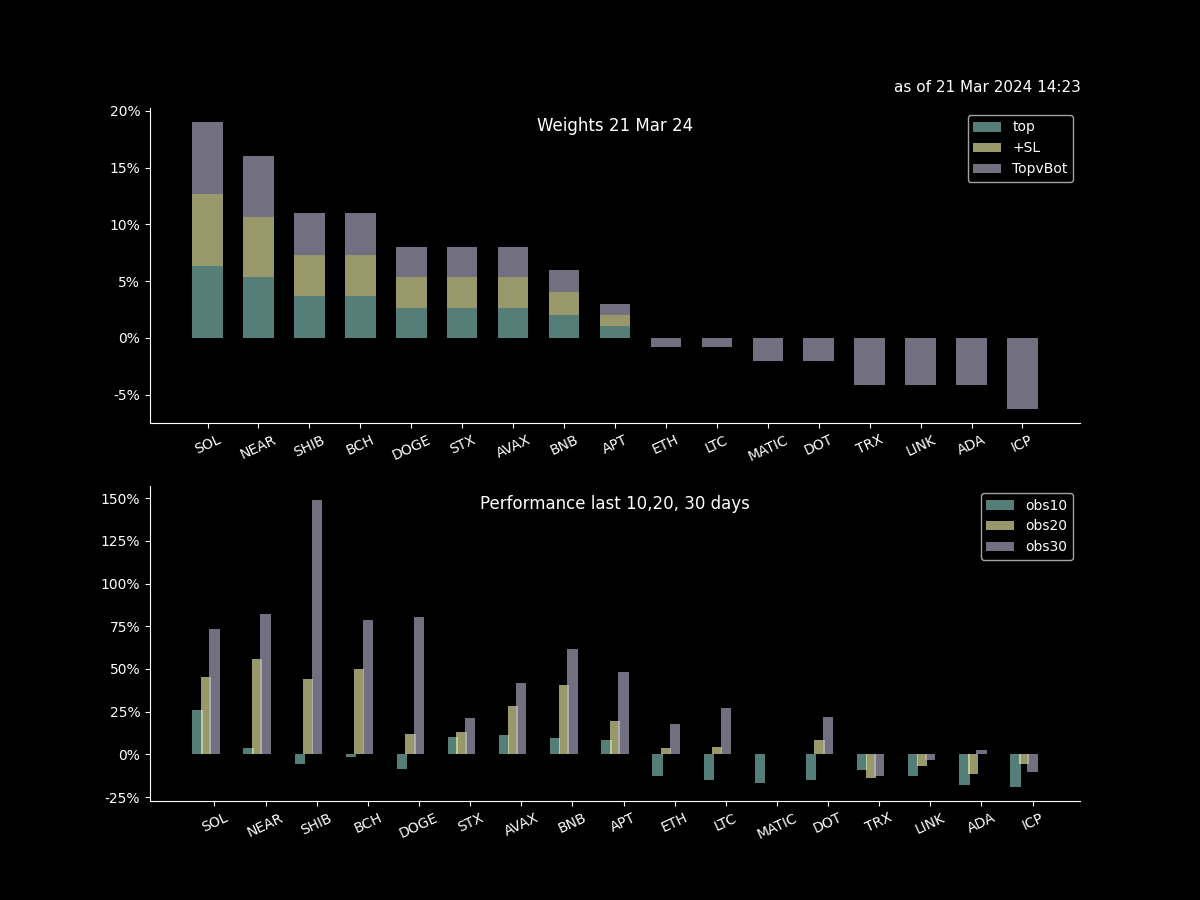 as of 21 Mar 2024 14:23
Weights 21 Mar 24
top
+SL
TopvBot
20%
15%
10%
5%
0%
-5%
SOL NEAR SHIB BCH DOGE STX AVAX BNB APT ETH LTC MATIC DOT TRX LINK ADA ICP
Performance last 10,20, 30 days
obs10
obs20
obs30
150%
125%
100%
75%
50%
25%
0%
-25%
SOL NEAR SHIB BCH DOGE STX AVAX BNB APT ETH LTC MATIC DOT TRX LINK ADA ICP